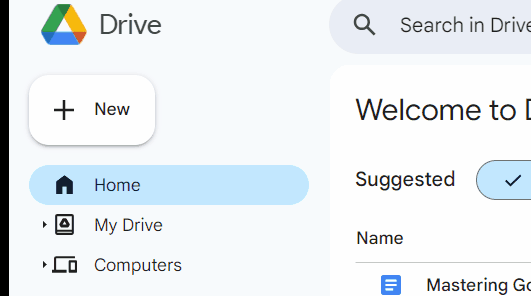 Drive
Search in Drive
New
Welcome to D
Home
Suggested
My Drive
Name
Computers
Mastering Go